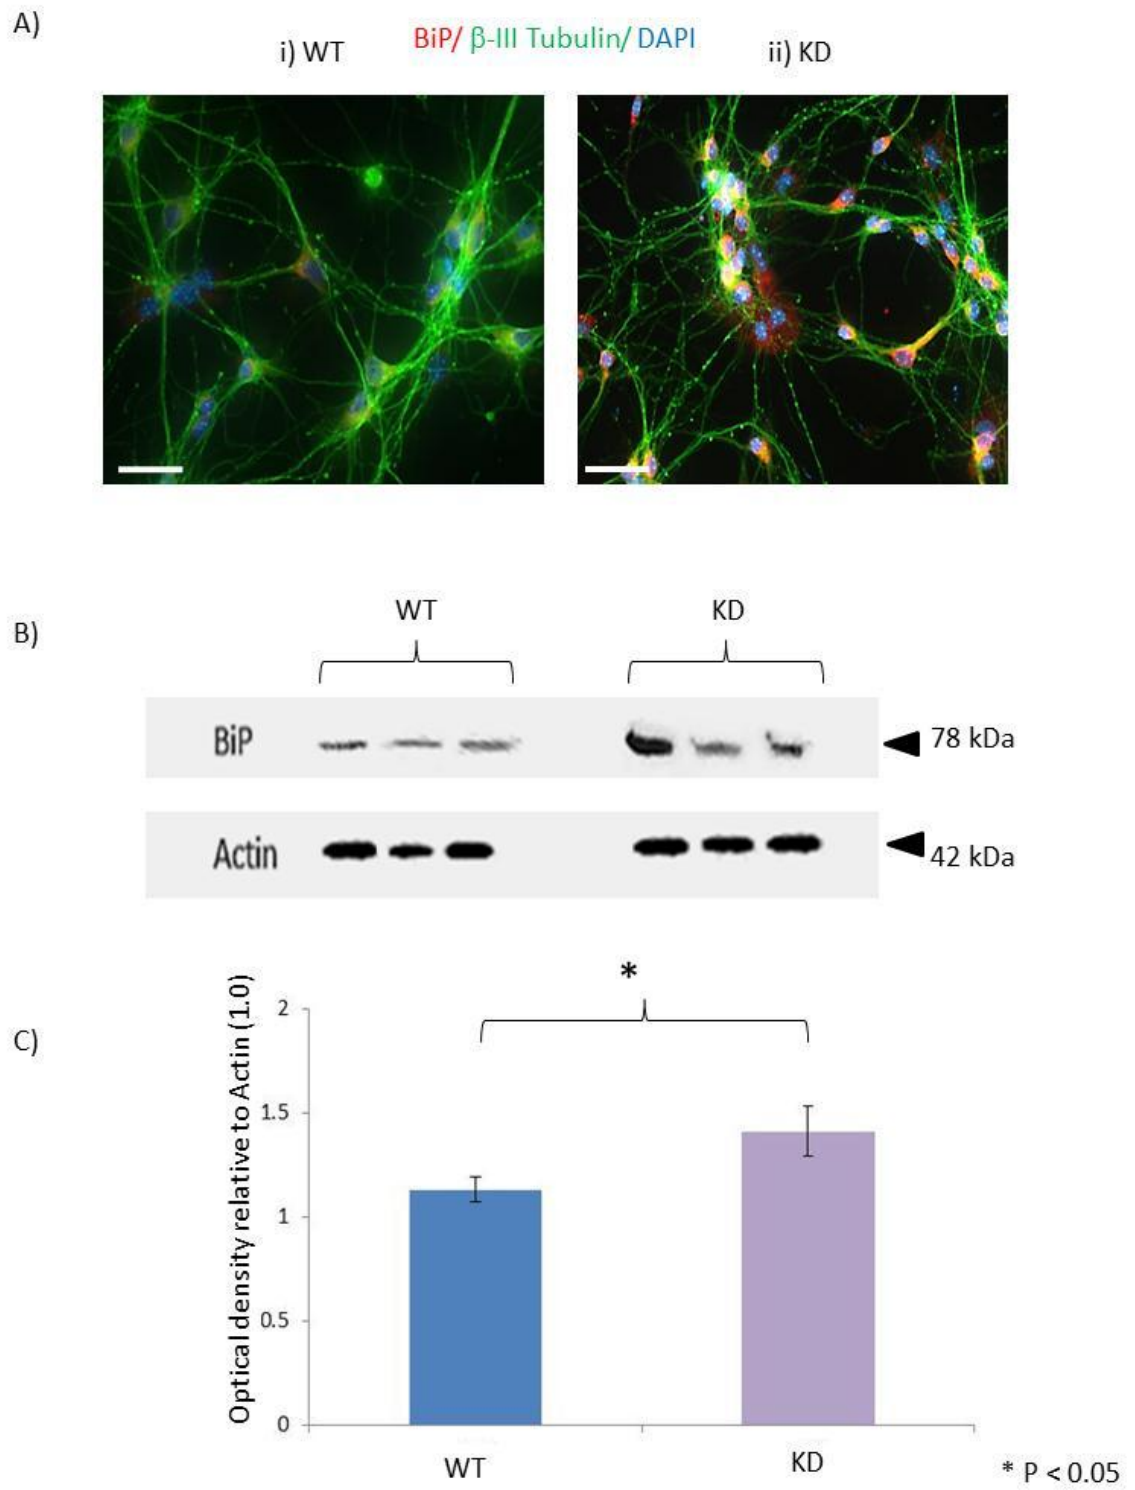 A)
BiP/ β-III Tubulin/ DAPI
i) WT
ii) KD
B)
WT
KD
BiP
78 kDa
Actin
42 kDa
C)
*
Optical density relative to Actin (1.0)
2
1.5
1
0.5
0
WT
KD
* P < 0.05